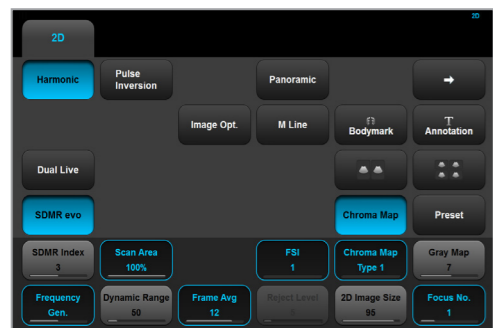 2D
2D
Harmonic
Pulse
Inversion
Panoramic
Image Opt.
M Line
Bodymark
T
Annotation
Dual Live
SDMR evo
Chroma Map
Preset
SDMR Index
3
Scan Area
100%
FSI
1
Chroma Map
Type 1
Gray Map
7
Frequency
Gen.
Dynamic Range
50
Frame Avg
12
Reject Level
2D Image Size
95
Focus No.
1